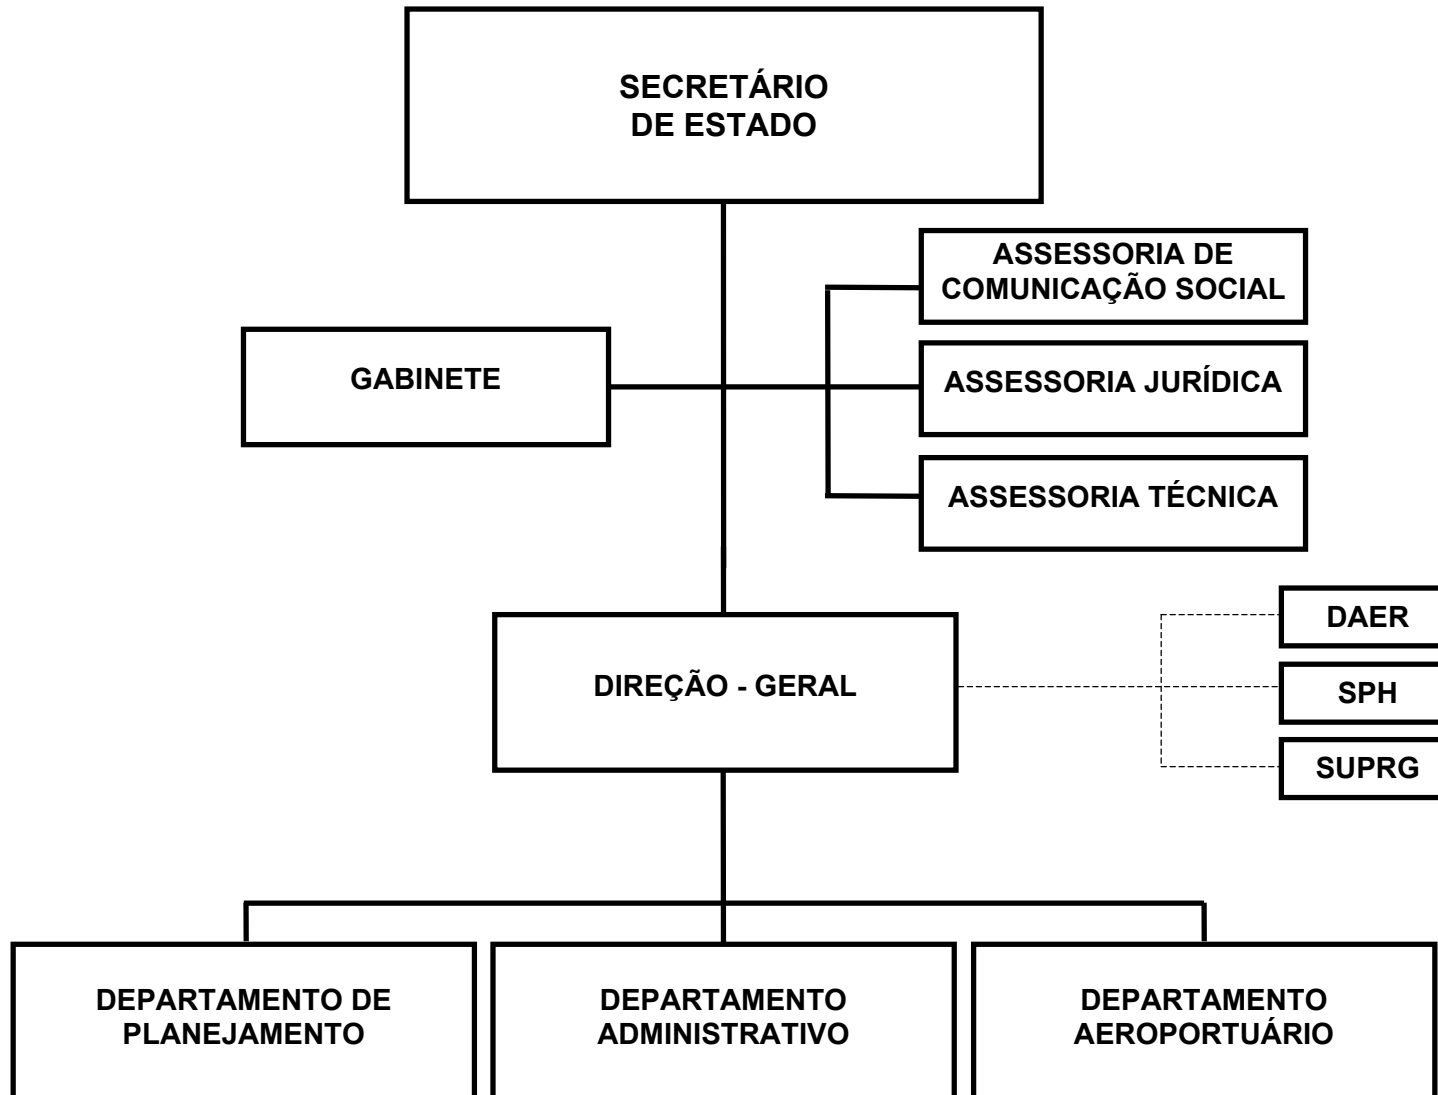 SECRETÁRIO
DE ESTADO
ASSESSORIA DE
COMUNICAÇÃO SOCIAL
GABINETE
ASSESSORIA JURÍDICA
ASSESSORIA TÉCNICA
DAER
DIREÇÃO - GERAL
SPH
SUPRG
DEPARTAMENTO DE
PLANEJAMENTO
DEPARTAMENTO
ADMINISTRATIVO
DEPARTAMENTO
AEROPORTUÁRIO